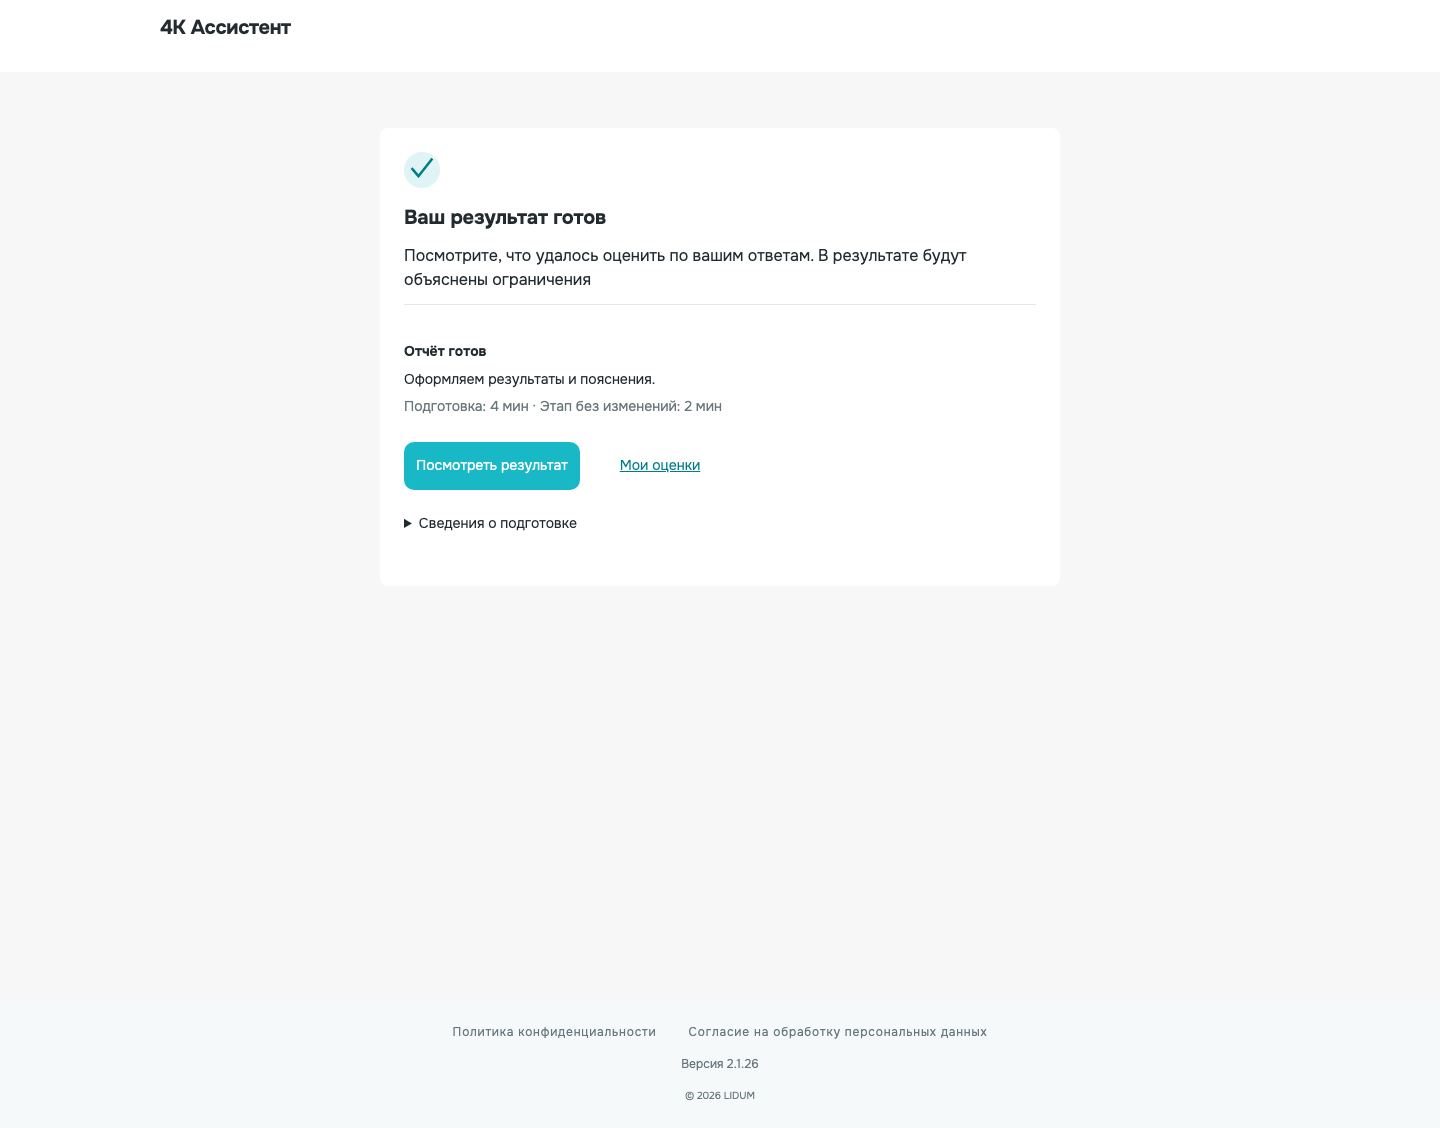 4К Ассистент
Ваш результат готов
Посмотрите, что удалось оценить по вашим ответам. В результате будут
объяснены ограничения
Отчёт готов
Оформляем результаты и пояснения.
Подготовка: 4 мин · Этап без изменений: 2 мин
Посмотреть результат
Мои оценки
Сведения о подготовке
Политика конфиденциальности
Согласие на обработку персональных данных
Версия 2.1.26
© 2026 LIDUM